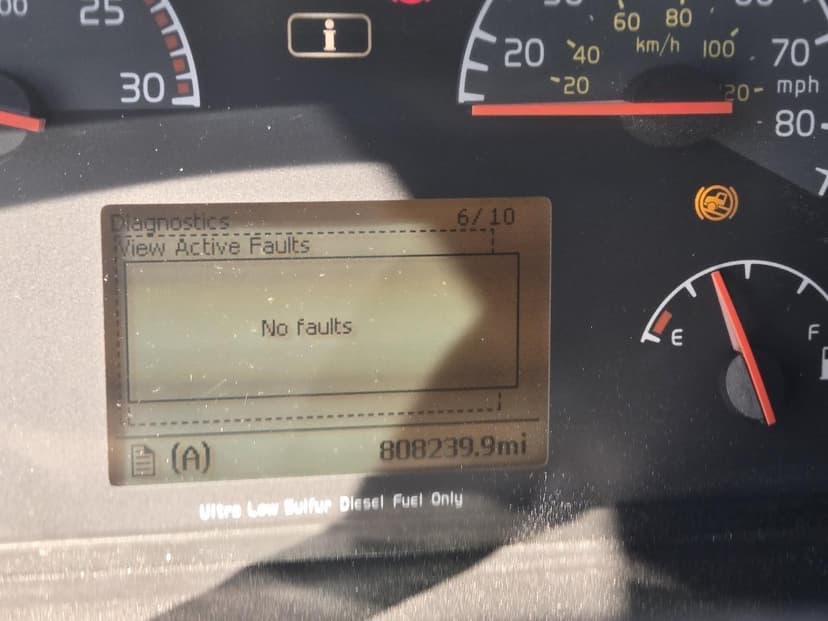 25
30
i
60 80
20 40 km/h 100 70
20 mph
80
Diagnostics 6/10
View Active Faults
No faults
E F
(A) 808239.9mi
Ultra Low Sulfur Diesel Fuel Only